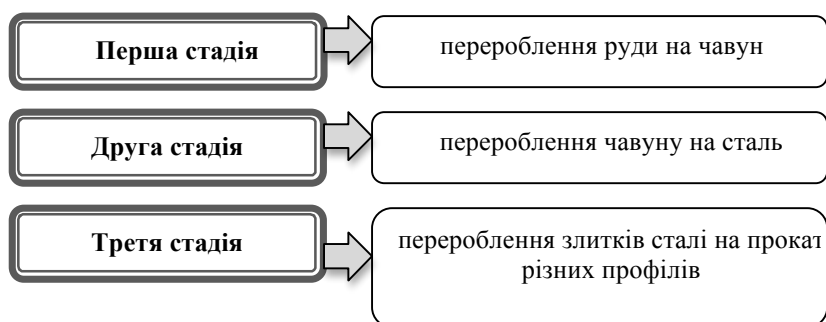 Перша стадія
перероблення руди на чавун
Друга стадія
перероблення чавуну на сталь
Третя стадія
перероблення злитків сталі на прокат
різних профілів